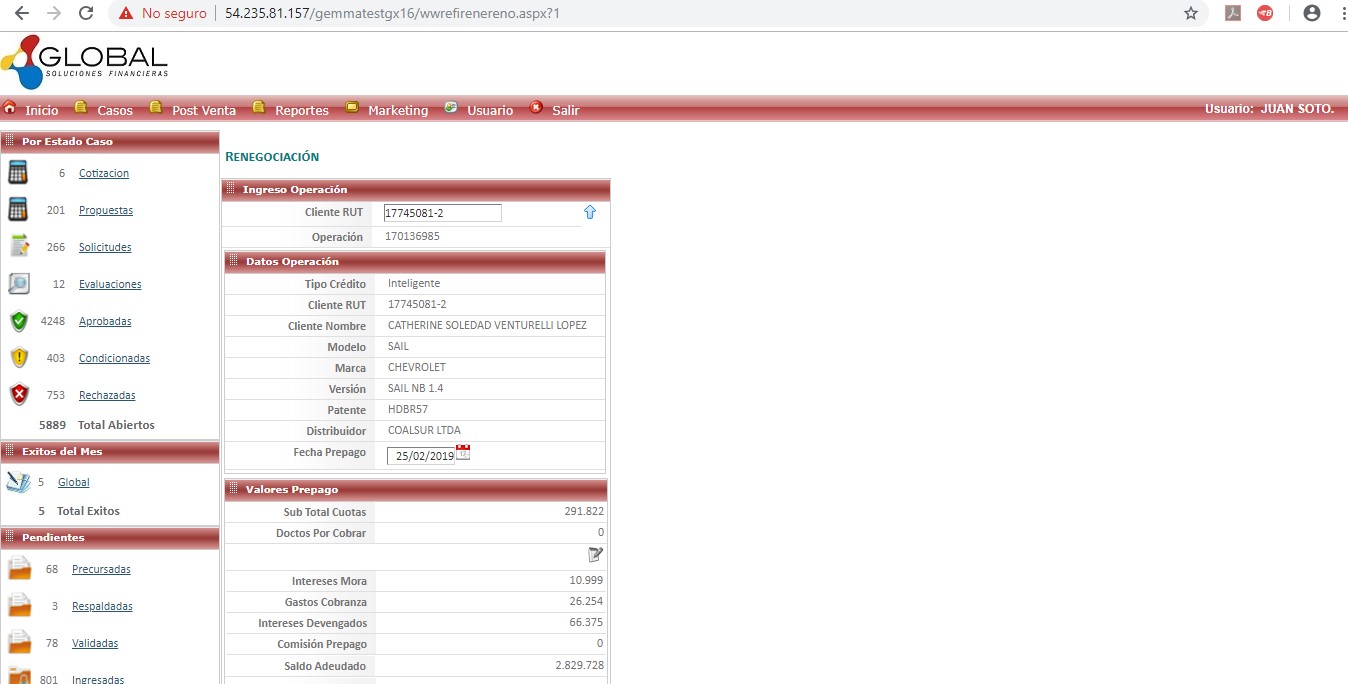 No seguro
54.235.81.157/gemmatestgx16/wwrefirenereno.aspx?1
GLOBAL
SOLUCIONES FINANCIERAS
Inicio Casos Post Venta Reportes Marketing Usuario Salir
Usuario: JUAN SOTO.
Por Estado Caso
6 Cotizacion
201 Propuestas
266 Solicitudes
12 Evaluaciones
4248 Aprobadas
403 Condicionadas
753 Rechazadas
5889 Total Abiertos
Exitos del Mes
5 Global
5 Total Exitos
Pendientes
68 Precursadas
3 Respaldadas
78 Validadas
801 Ingresadas
RENEGOCIACIÓN
Ingreso Operación
Cliente RUT 17745081-2
Operación 170136985
Datos Operación
Tipo Crédito Inteligente
Cliente RUT 17745081-2
Cliente Nombre CATHERINE SOLEDAD VENTURELLI LOPEZ
Modelo SAIL
Marca CHEVROLET
Versión SAIL NB 1.4
Patente HDBR57
Distribuidor COALSUR LTDA
Fecha Prepago 25/02/2019
Valores Prepago
Sub Total Cuotas 291.822
Doctos Por Cobrar 0
Intereses Mora 10.999
Gastos Cobranza 26.254
Intereses Devengados 66.375
Comisión Prepago 0
Saldo Adeudado 2.829.728